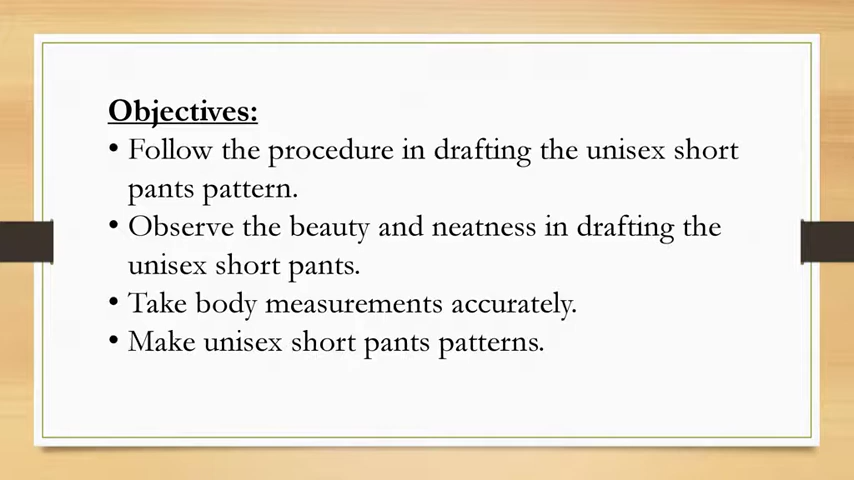 Objectives:
• Follow the procedure in drafting the unisex short
pants pattern.
• Observe the beauty and neatness in drafting the
unisex short pants.
• Take body measurements accurately.
• Make unisex short pants patterns.